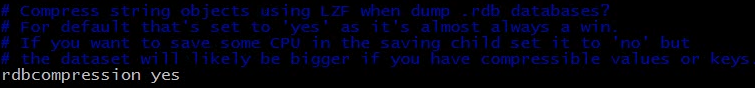 # Compress string objects using LZF when dump .rdb databases?
# For default that's set to 'yes' as it's almost always a win.
# If you want to save some CPU in the saving child set it to 'no' but
# the dataset will likely be bigger if you have compressible values or keys.
rdbcompression yes